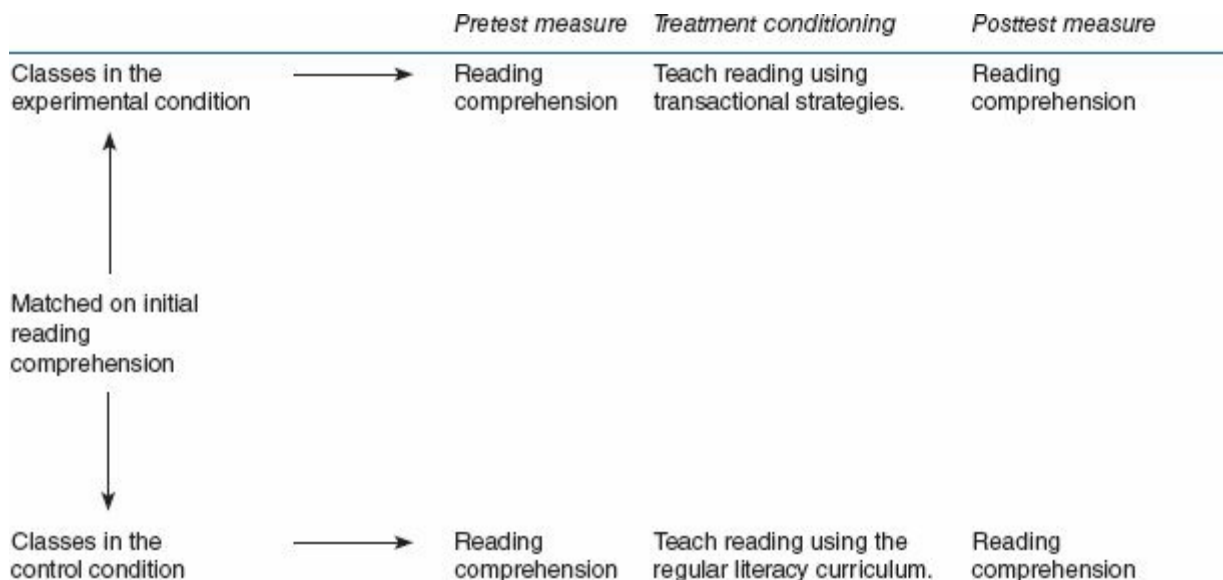 Pretest measure Treatment conditioning Posttest measure
Classes in the Reading Teach reading using Reading
experimental condition comprehension transactional strategies. comprehension
Matched on initial
reading
comprehension
Classes in the Reading Teach reading using the Reading
control condition comprehension regular literacy curriculum. comprehension